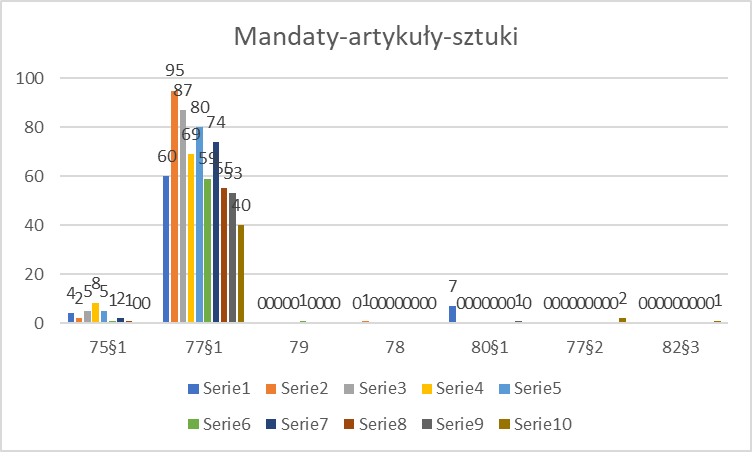 Mandaty-artykuły-sztuki
100
80
60
40
20
0
4 2 5 8 5 1 2 1 0 0
60 95 87 69 80 59 74 55 53 40
0 0 0 0 0 1 0 0 0 0
0 1 0 0 0 0 0 0 0 0
7 0 0 0 0 0 0 0 1 0
0 0 0 0 0 0 0 0 0 2
0 0 0 0 0 0 0 0 0 1
75§1 77§1 79 78 80§1 77§2 82§3
Serie1 Serie2 Serie3 Serie4 Serie5
Serie6 Serie7 Serie8 Serie9 Serie10